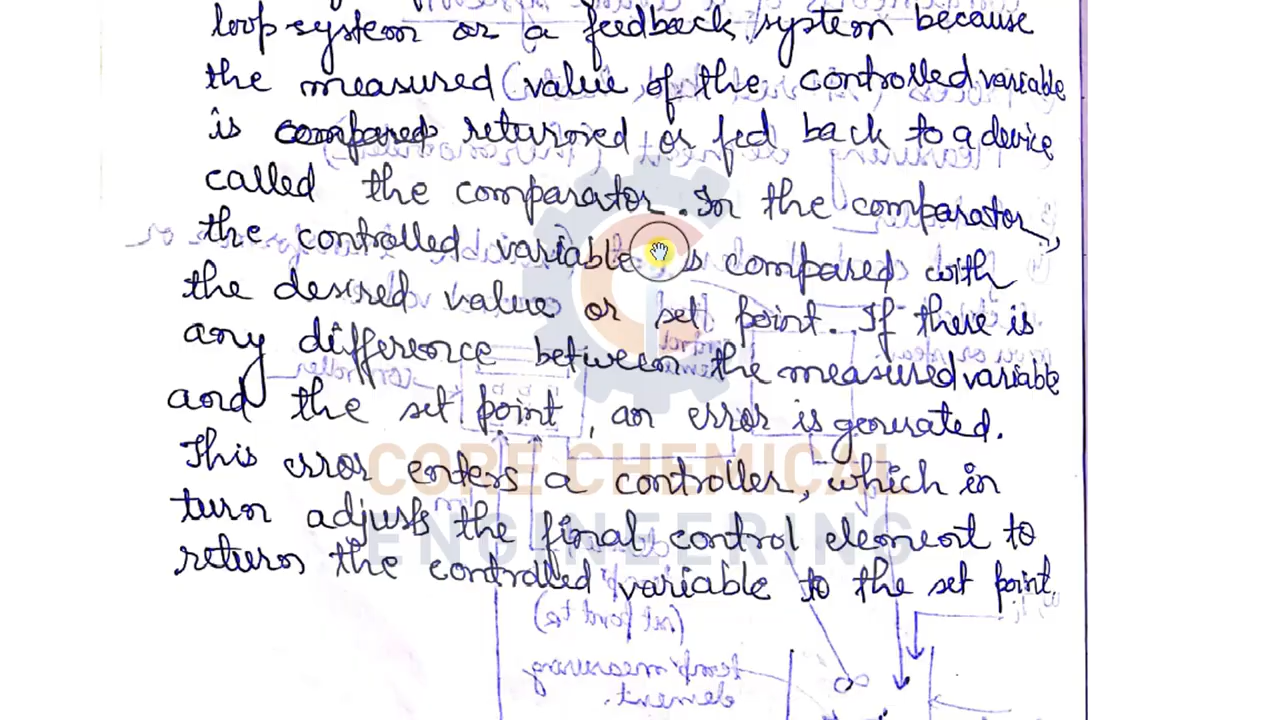 loop system or a feedback system because
the measured (value of the controlled variable
is compared returned or fed back to a device
called the comparator. In the comparator,
the controlled variable is compared with
the desired value or set point. If there is
any difference between the measured variable
and the set point, an error is generated.
This error enters a controller, which in
turn adjusts the final control element to
return the controlled variable to the set point.
CORE CHEMICAL
ENGINEERING